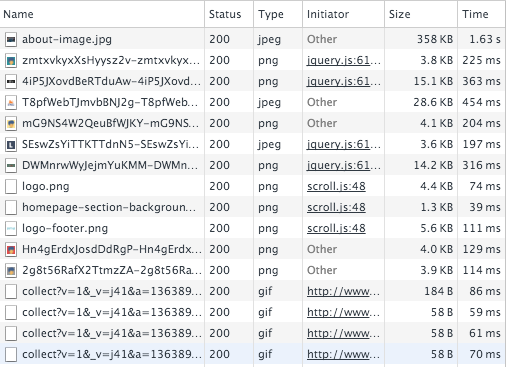 Name Status Type Initiator Size Time
about-image.jpg 200 jpeg Other 358 KB 1.63 s
zmtxvkyxXsHyysz2v-zmtxvkyx... 200 png jquery.js:61... 3.8 KB 225 ms
4iP5JXovdBeRTduAw-4iP5JXovd... 200 png jquery.js:61... 15.1 KB 363 ms
T8pfWebTJmvbBNJ2g-T8pfWeb... 200 jpeg Other 28.6 KB 454 ms
mG9NS4W2QeuBfWJKY-mG9NS... 200 png Other 4.1 KB 204 ms
SEswZsYiTTKTTdnN5-SEswZsYi... 200 jpeg jquery.js:61... 3.6 KB 197 ms
DWMnrwWyJejmYuKMM-DWMn... 200 png jquery.js:61... 14.2 KB 316 ms
logo.png 200 png scroll.js:48 4.4 KB 74 ms
homepage-section-backgroun... 200 png scroll.js:48 1.3 KB 39 ms
logo-footer.png 200 png scroll.js:48 5.6 KB 111 ms
Hn4gErdxJosdDdRgP-Hn4gErdx... 200 png Other 4.0 KB 129 ms
2g8t56RafX2TtmzZA-2g8t56Ra... 200 png Other 3.9 KB 114 ms
collect?v=1&_v=j41&a=136389... 200 gif http://www... 184 B 86 ms
collect?v=1&_v=j41&a=136389... 200 gif http://www... 58 B 59 ms
collect?v=1&_v=j41&a=136389... 200 gif http://www... 58 B 61 ms
collect?v=1&_v=j41&a=136389... 200 gif http://www... 58 B 70 ms